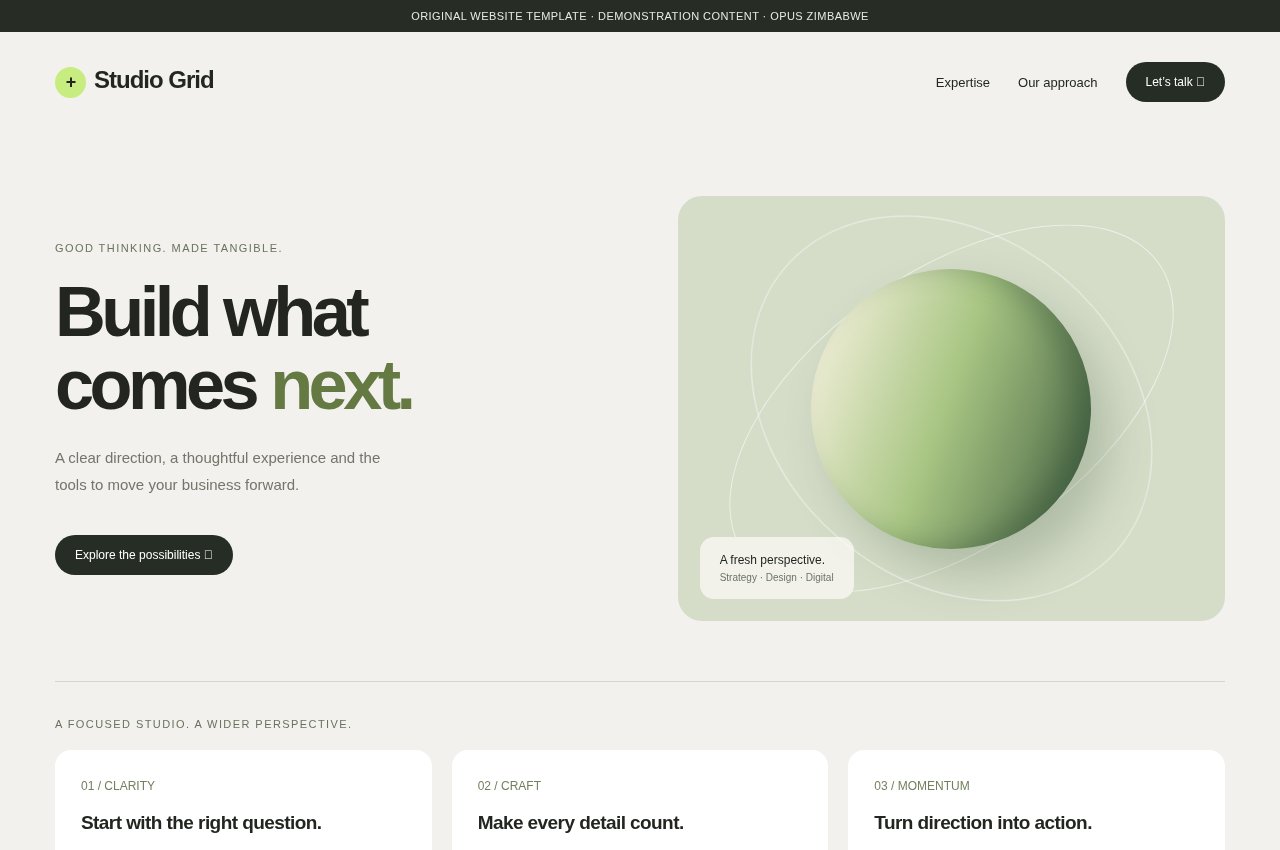 ORIGINAL WEBSITE TEMPLATE · DEMONSTRATION CONTENT · OPUS ZIMBABWE
+ Studio Grid
Expertise
Our approach
Let's talk
GOOD THINKING. MADE TANGIBLE.
Build what
comes next.
A clear direction, a thoughtful experience and the
tools to move your business forward.
Explore the possibilities
A fresh perspective.
Strategy · Design · Digital
A FOCUSED STUDIO. A WIDER PERSPECTIVE.
01 / CLARITY
Start with the right question.
02 / CRAFT
Make every detail count.
03 / MOMENTUM
Turn direction into action.